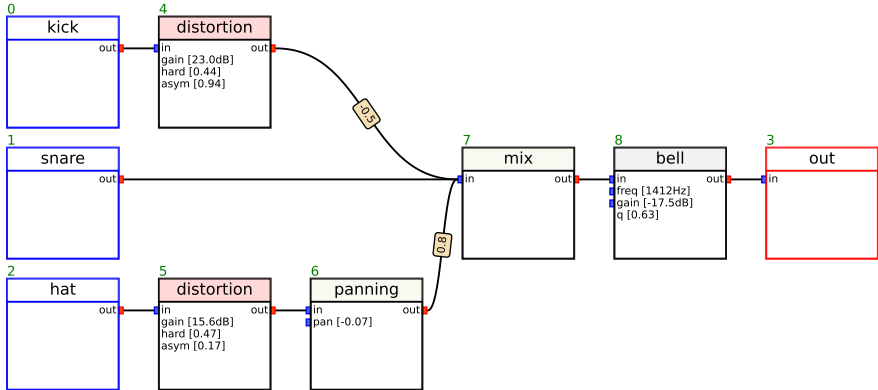 0
kick
out
4
distortion
in
out
gain [23.0dB]
hard [0.44]
asym [0.94]
-0.5
1
snare
out
7
mix
in
out
8
bell
in
out
freq [1412Hz]
gain [-17.5dB]
q [0.63]
3
out
in
0.8
2
hat
out
5
distortion
in
out
gain [15.6dB]
hard [0.47]
asym [0.17]
6
panning
in
out
pan [-0.07]